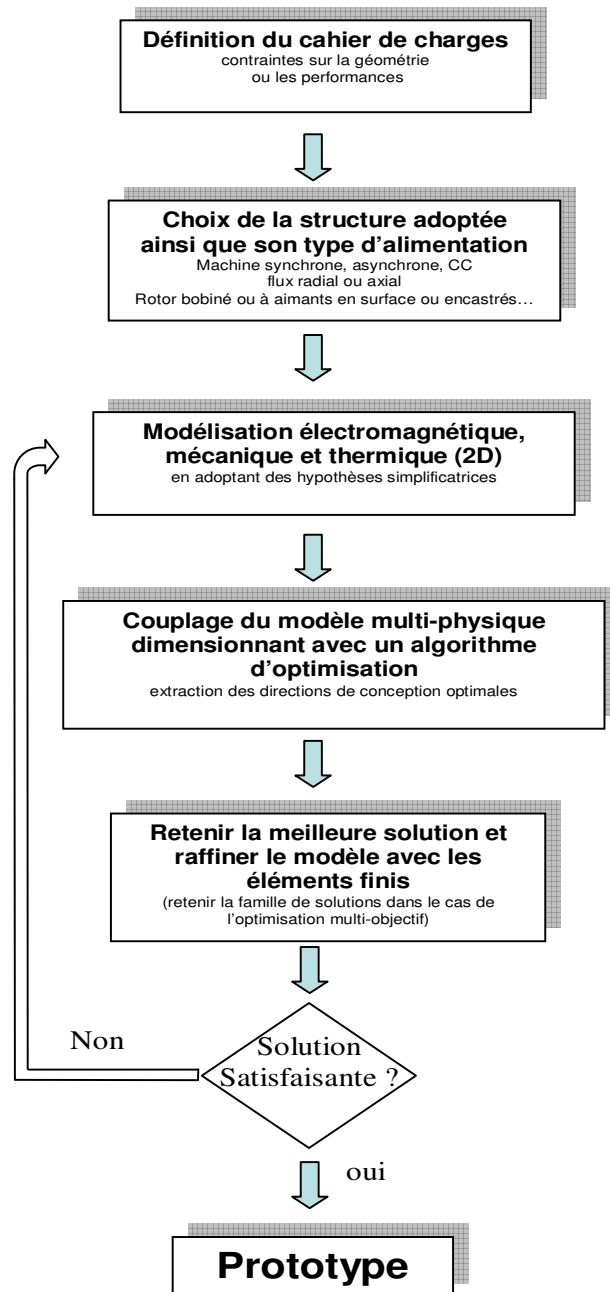 Définition du cahier de charges
contraintes sur la géométrie
ou les performances
Choix de la structure adoptée
ainsi que son type d'alimentation
Machine synchrone, asynchrone, CC
flux radial ou axial
Rotor bobiné ou à aimants en surface ou encastrés…
Modélisation électromagnétique,
mécanique et thermique (2D)
en adoptant des hypothèses simplificatrices
Couplage du modèle multi-physique
dimensionnant avec un algorithme
d'optimisation
extraction des directions de conception optimales
Retenir la meilleure solution et
raffiner le modèle avec les
éléments finis
(retenir la famille de solutions dans le cas de
l'optimisation multi-objectif)
Non
Solution
Satisfaisante ?
oui
Prototype